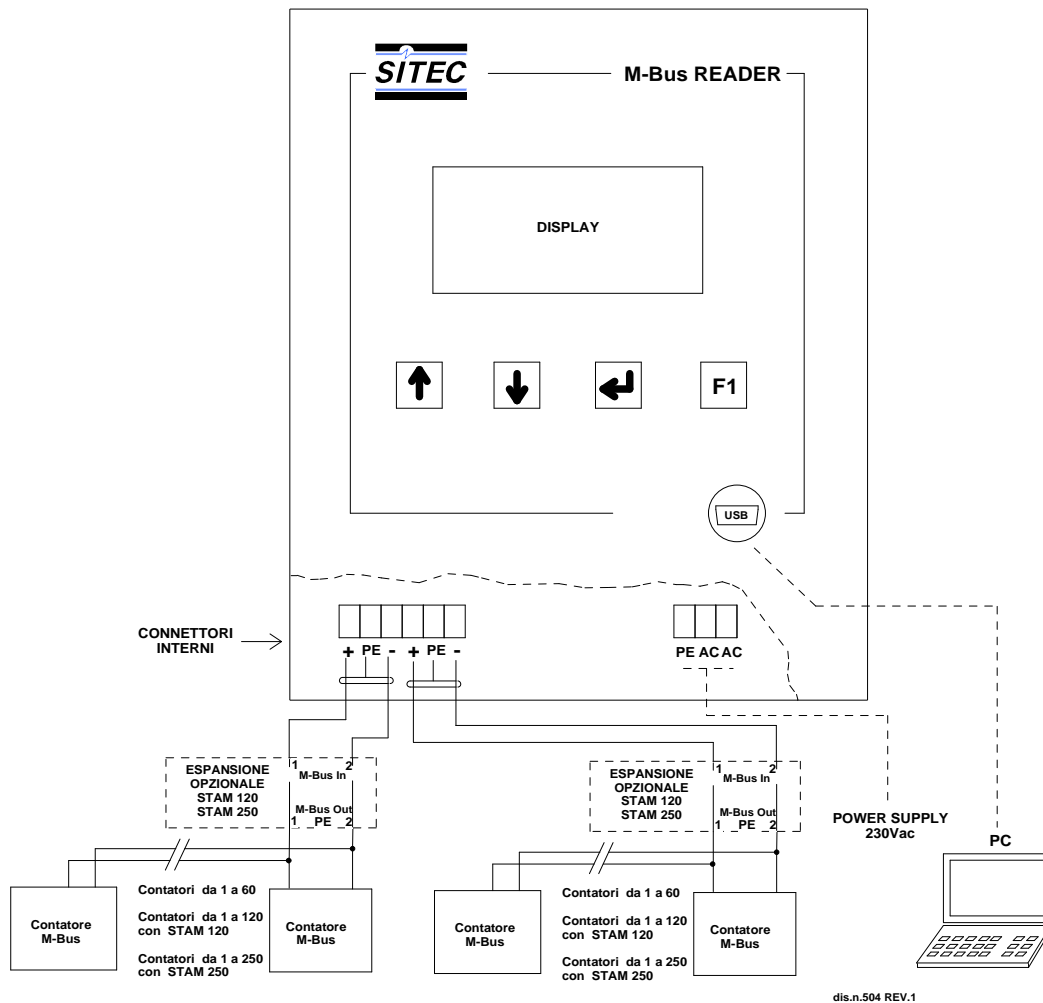 SITEC
M-Bus READER
DISPLAY
F1
USB
CONNETTORI
INTERNI
+ PE - + PE -
PE AC AC
1 2
M-Bus In
ESPANSIONE
OPZIONALE
STAM 120
STAM 250
M-Bus Out
1 PE 2
1 2
M-Bus In
ESPANSIONE
OPZIONALE
STAM 120
STAM 250
M-Bus Out
1 PE 2
POWER SUPPLY
230Vac
PC
Contatore
M-Bus
Contatori da 1 a 60
Contatori da 1 a 120
con STAM 120
Contatori da 1 a 250
con STAM 250
Contatore
M-Bus
Contatore
M-Bus
Contatori da 1 a 60
Contatori da 1 a 120
con STAM 120
Contatori da 1 a 250
con STAM 250
Contatore
M-Bus
dis.n.504 REV.1